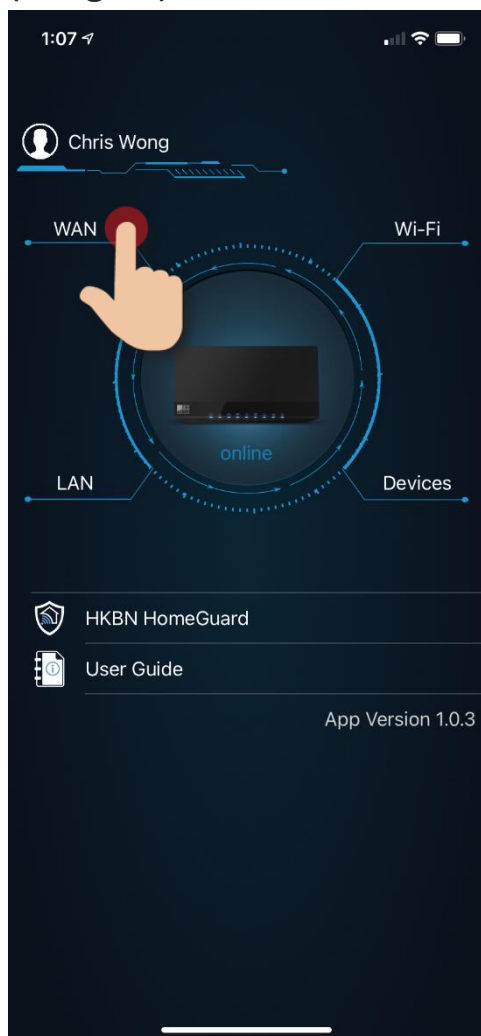 1:07
Chris Wong
WAN
Wi-Fi
online
LAN
Devices
HKBN HomeGuard
User Guide
App Version 1.0.3